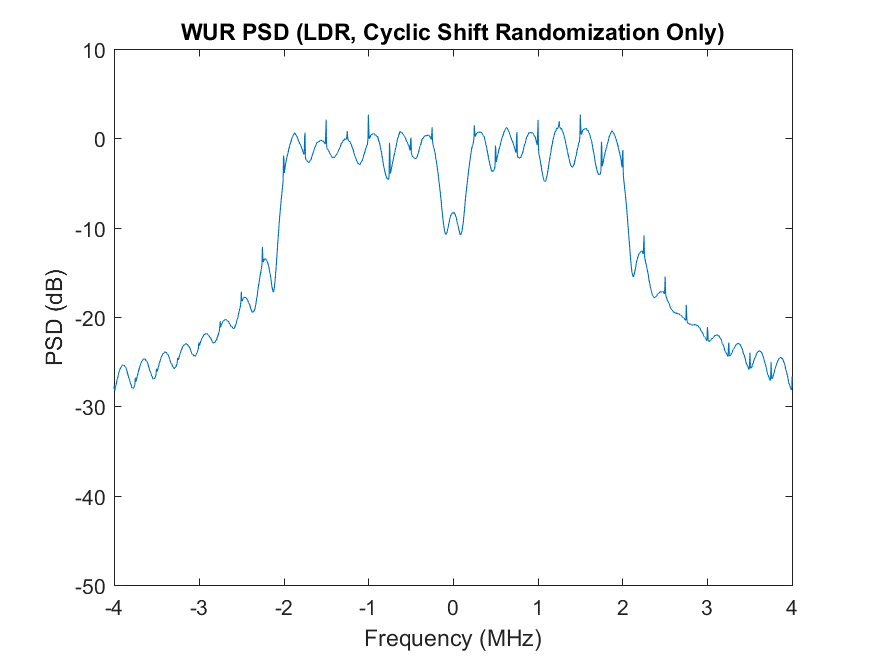 WUR PSD (LDR, Cyclic Shift Randomization Only)
10
0
-10
-20
-30
-40
-50
PSD (dB)
-4 -3 -2 -1 0 1 2 3 4
Frequency (MHz)